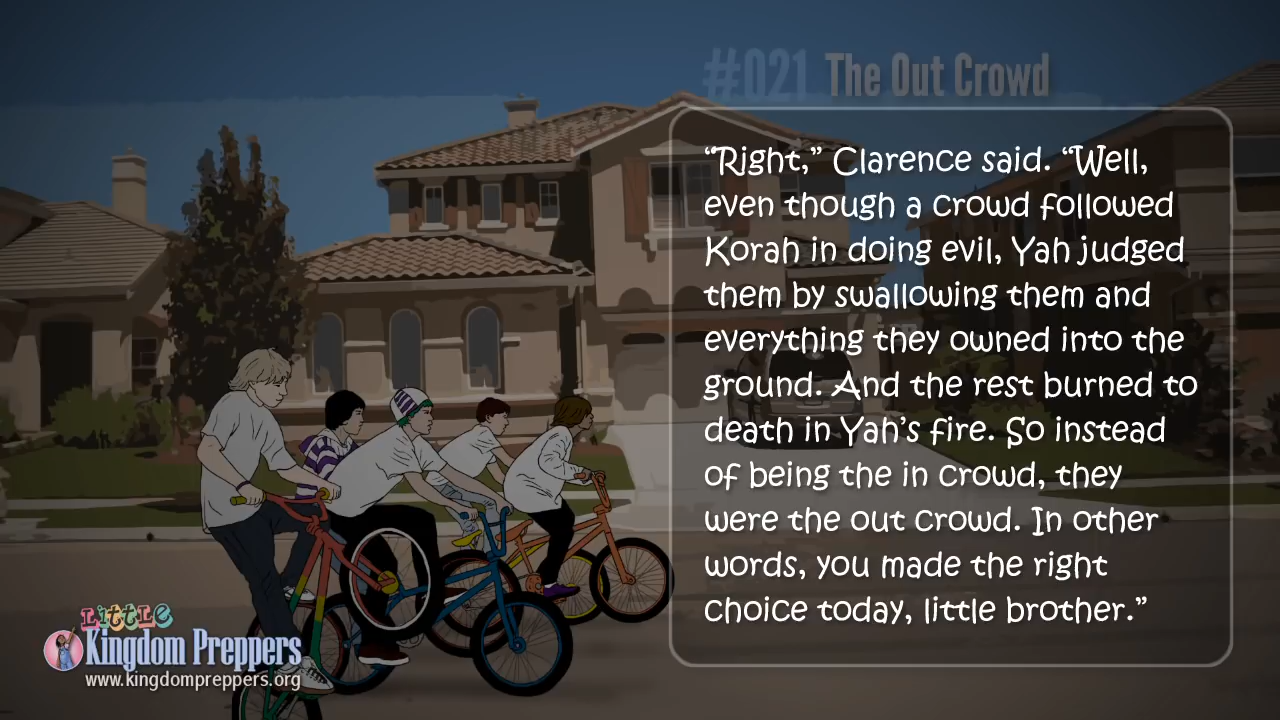 #021 The Out Crowd
“Right,” Clarence said. “Well,
even though a crowd followed
Korah in doing evil, Yah judged
them by swallowing them and
everything they owned into the
ground. And the rest burned to
death in Yah’s fire. So instead
of being the in crowd, they
were the out crowd. In other
words, you made the right
choice today, little brother.”
LITTLE
Kingdom Preppers
www.kingdompreppers.org